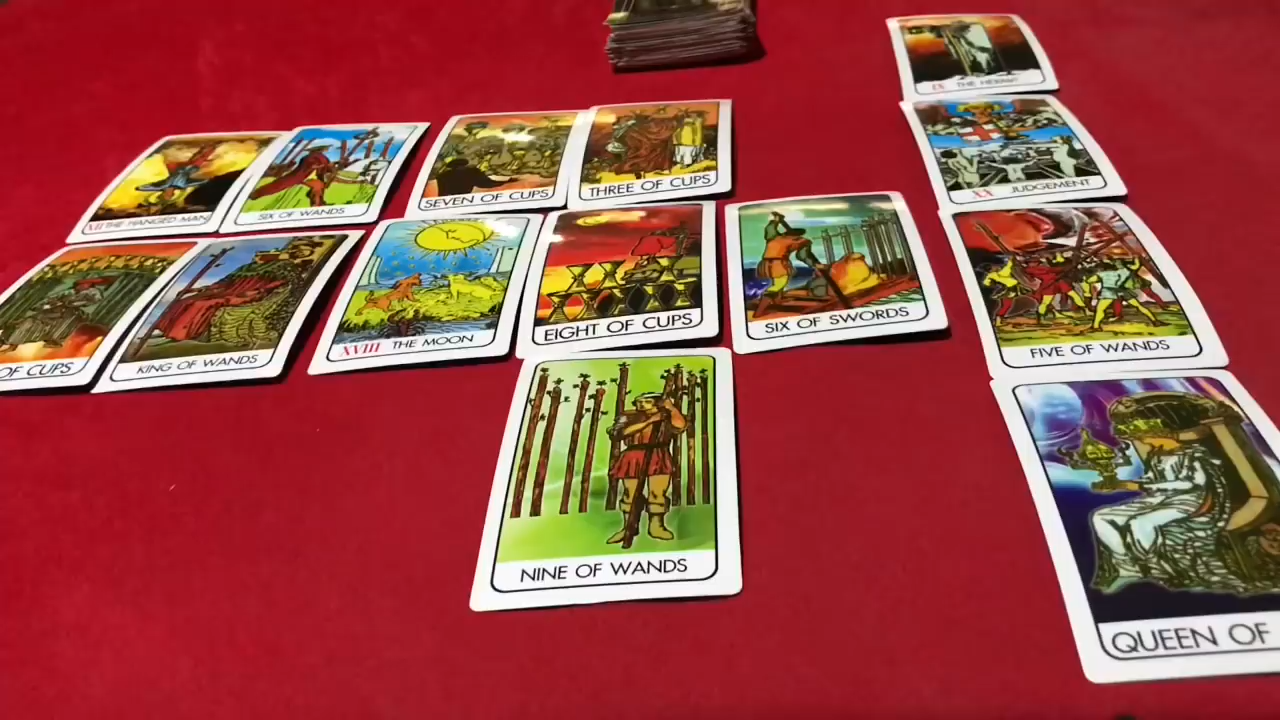 IX THE HERMIT
XX JUDGEMENT
XII THE HANGED MAN
SIX OF WANDS
SEVEN OF CUPS
THREE OF CUPS
OF CUPS
KING OF WANDS
XVIII THE MOON
EIGHT OF CUPS
SIX OF SWORDS
FIVE OF WANDS
NINE OF WANDS
QUEEN OF